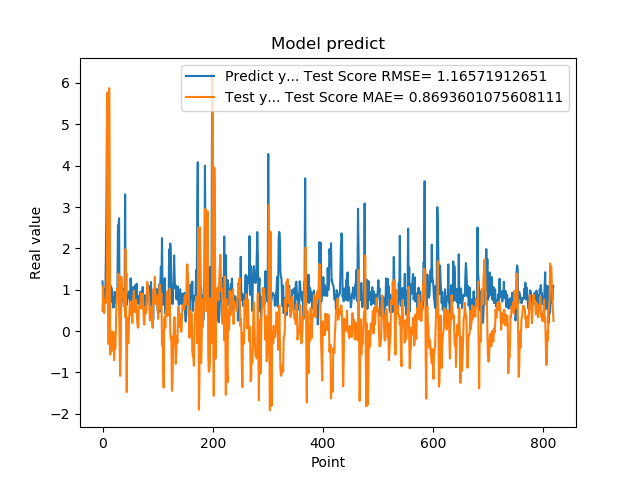 Model predict
Predict y... Test Score RMSE= 1.16571912651
Test y... Test Score MAE= 0.8693601075608111
Real value
6
5
4
3
2
1
0
−1
−2
0 200 400 600 800
Point